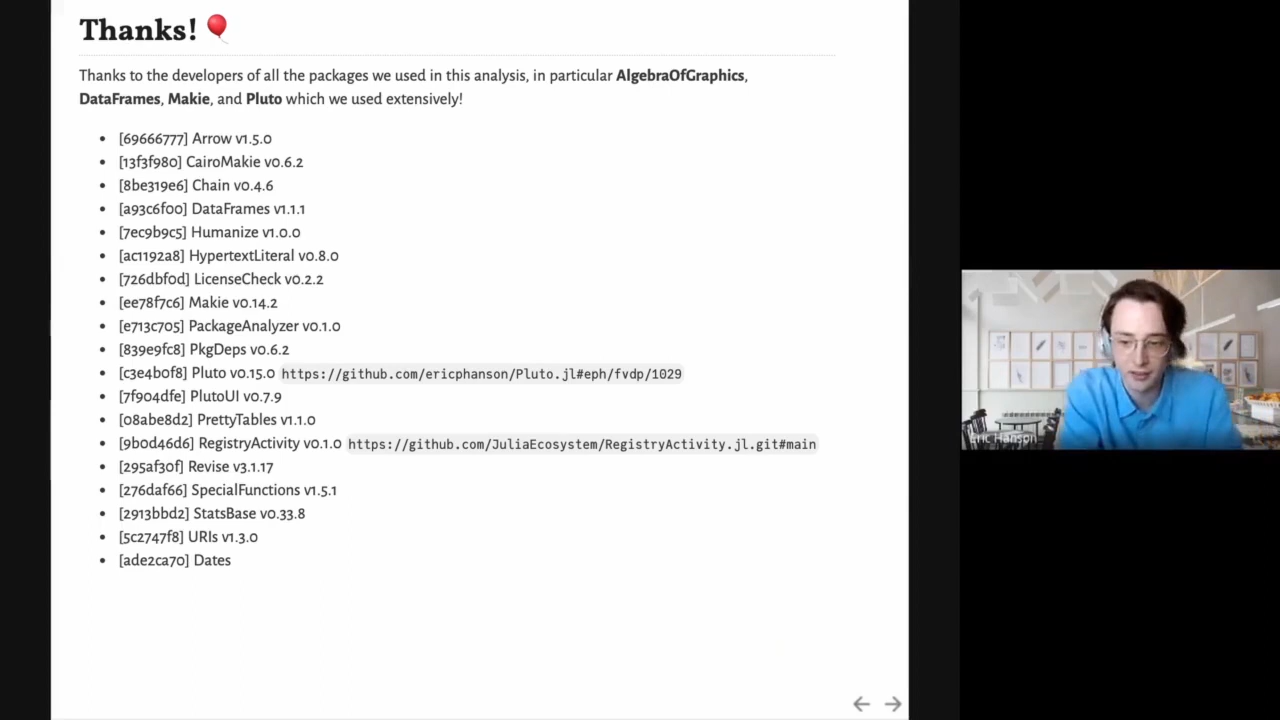 Thanks! 🎈
Thanks to the developers of all the packages we used in this analysis, in particular AlgebraOfGraphics,
DataFrames, Makie, and Pluto which we used extensively!
• [69666777] Arrow v1.5.0
• [13f3f980] CairoMakie v0.6.2
• [8be319e6] Chain v0.4.6
• [a93c6f00] DataFrames v1.1.1
• [7ec9b9c5] Humanize v1.0.0
• [ac1192a8] HypertextLiteral v0.8.0
• [726dbf0d] LicenseCheck v0.2.2
• [ee78f7c6] Makie v0.14.2
• [e713c705] PackageAnalyzer v0.1.0
• [839e9fc8] PkgDeps v0.6.2
• [c3e4b0f8] Pluto v0.15.0 https://github.com/ericphanson/Pluto.jl#eph/fvdp/1029
• [7f904dfe] PlutoUI v0.7.9
• [08abe8d2] PrettyTables v1.1.0
• [9b0d46d6] RegistryActivity v0.1.0 https://github.com/JuliaEcosystem/RegistryActivity.jl.git#main
• [295af30f] Revise v3.1.17
• [276daf66] SpecialFunctions v1.5.1
• [2913bbd2] StatsBase v0.33.8
• [5c2747f8] URIs v1.3.0
• [ade2ca70] Dates
Eric Hanson